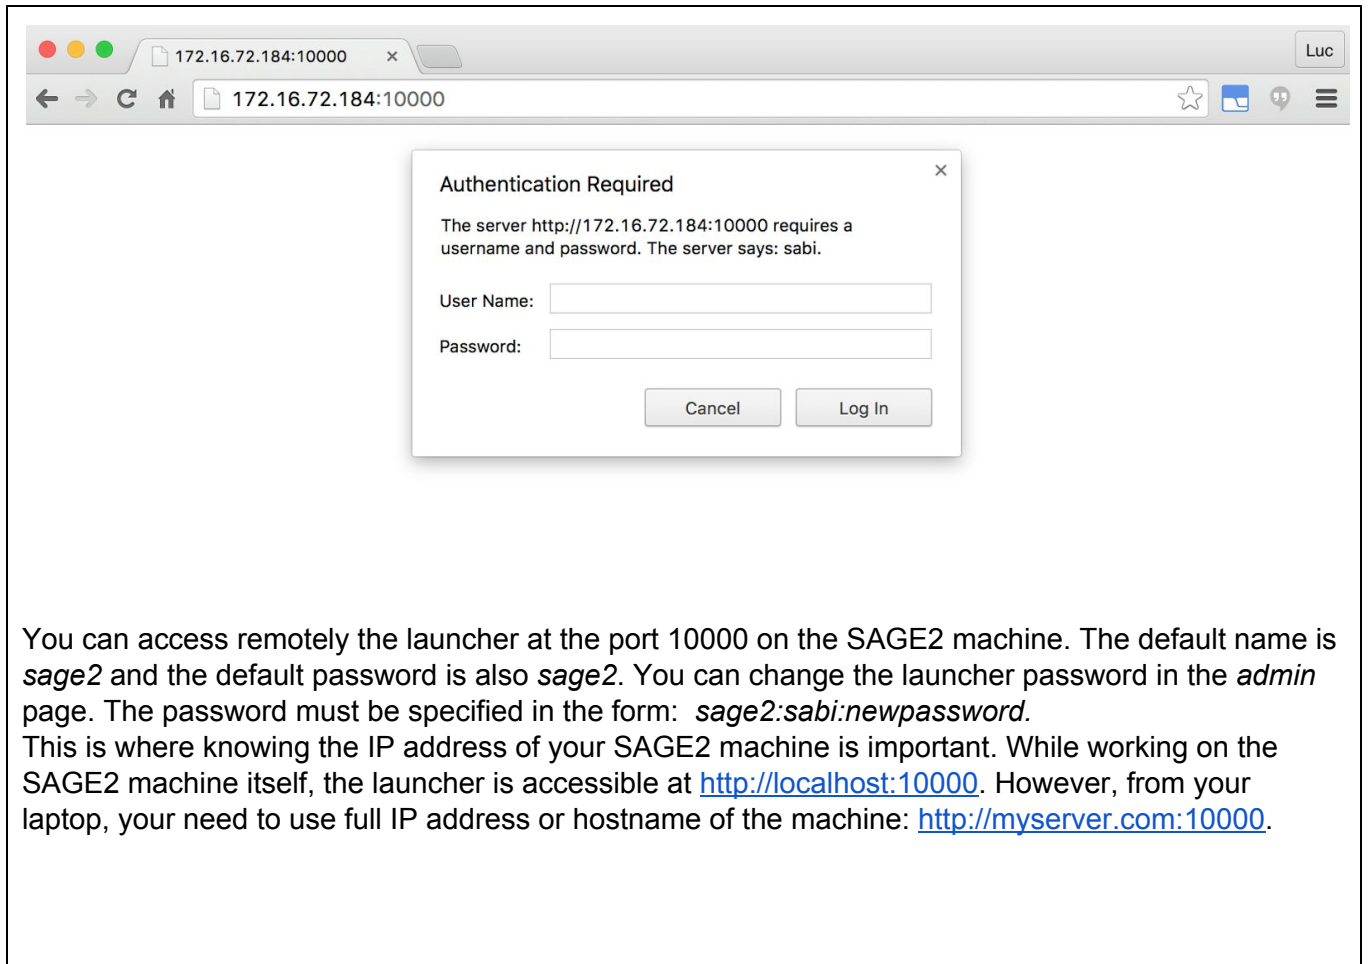 172.16.72.184:10000
Luc
172.16.72.184:10000
Authentication Required
The server http://172.16.72.184:10000 requires a
username and password. The server says: sabi.
User Name:
Password:
Cancel
Log In
You can access remotely the launcher at the port 10000 on the SAGE2 machine. The default name is
sage2 and the default password is also sage2. You can change the launcher password in the admin
page. The password must be specified in the form:  sage2:sabi:newpassword.
This is where knowing the IP address of your SAGE2 machine is important. While working on the
SAGE2 machine itself, the launcher is accessible at http://localhost:10000. However, from your
laptop, your need to use full IP address or hostname of the machine: http://myserver.com:10000.